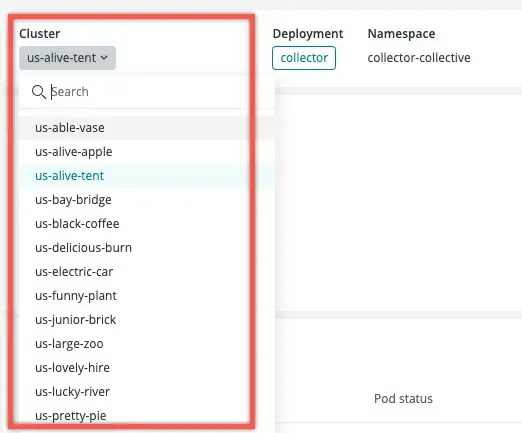 Cluster Deployment Namespace
us-alive-tent collector collector-collective
Search
us-able-vase
us-alive-apple
us-alive-tent
us-bay-bridge
us-black-coffee
us-delicious-burn
us-electric-car
us-funny-plant
us-junior-brick
us-large-zoo
us-lovely-hire
us-lucky-river
Pod status
us-pretty-pie